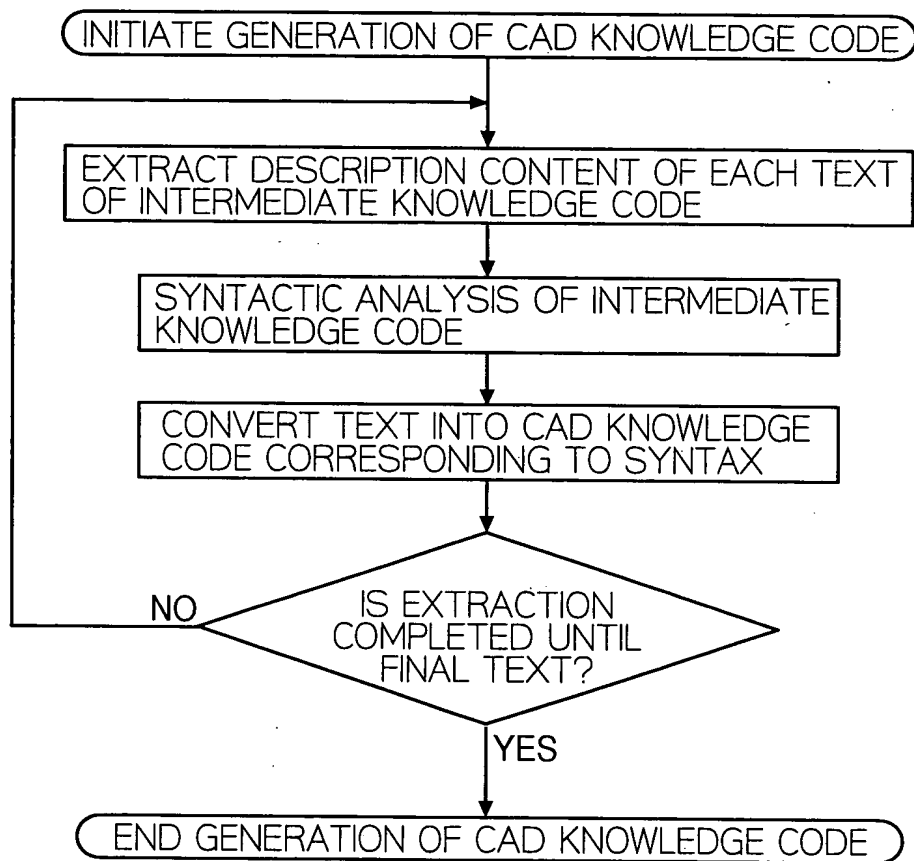 INITIATE GENERATION OF CAD KNOWLEDGE CODE
EXTRACT DESCRIPTION CONTENT OF EACH TEXT
OF INTERMEDIATE KNOWLEDGE CODE
SYNTACTIC ANALYSIS OF INTERMEDIATE
KNOWLEDGE CODE
CONVERT TEXT INTO CAD KNOWLEDGE
CODE CORRESPONDING TO SYNTAX
NO
IS EXTRACTION
COMPLETED UNTIL
FINAL TEXT?
YES
END GENERATION OF CAD KNOWLEDGE CODE